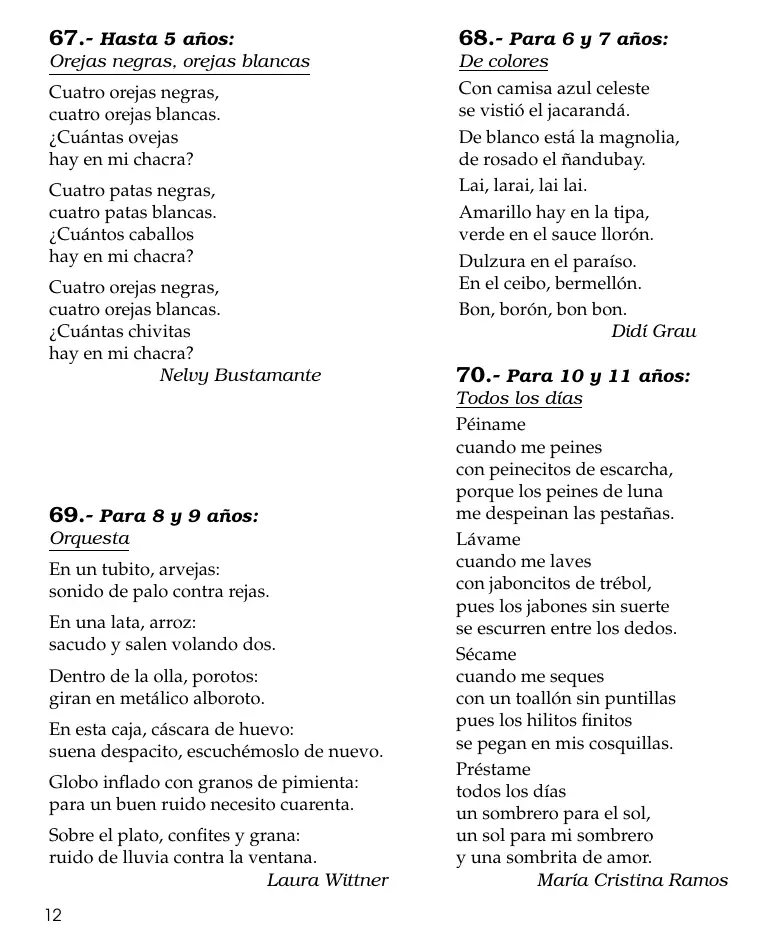 67.- Hasta 5 años:
Orejas negras, orejas blancas
Cuatro orejas negras,
cuatro orejas blancas.
¿Cuántas ovejas
hay en mi chacra?
Cuatro patas negras,
cuatro patas blancas.
¿Cuántos caballos
hay en mi chacra?
Cuatro orejas negras,
cuatro orejas blancas.
¿Cuántas chivitas
hay en mi chacra?
Nelvy Bustamante
68.- Para 6 y 7 años:
De colores
Con camisa azul celeste
se vistió el jacarandá.
De blanco está la magnolia,
de rosado el ñandubay.
Lai, larai, lai lai.
Amarillo hay en la tipa,
verde en el sauce llorón.
Dulzura en el paraíso.
En el ceibo, bermellón.
Bon, borón, bon bon.
Didí Grau
69.- Para 8 y 9 años:
Orquesta
En un tubito, arvejas:
sonido de palo contra rejas.
En una lata, arroz:
sacudo y salen volando dos.
Dentro de la olla, porotos:
giran en metálico alboroto.
En esta caja, cáscara de huevo:
suena despacito, escuchémoslo de nuevo.
Globo inflado con granos de pimienta:
para un buen ruido necesito cuarenta.
Sobre el plato, confites y grana:
ruido de lluvia contra la ventana.
Laura Wittner
70.- Para 10 y 11 años:
Todos los días
Péiname
cuando me peines
con peinecitos de escarcha,
porque los peines de luna
me despeinan las pestañas.
Lávame
cuando me laves
con jaboncitos de trébol,
pues los jabones sin suerte
se escurren entre los dedos.
Sécame
cuando me seques
con un toallón sin puntillas
pues los hilitos finitos
se pegan en mis cosquillas.
Préstame
todos los días
un sombrero para el sol,
un sol para mi sombrero
y una sombrita de amor.
María Cristina Ramos
12